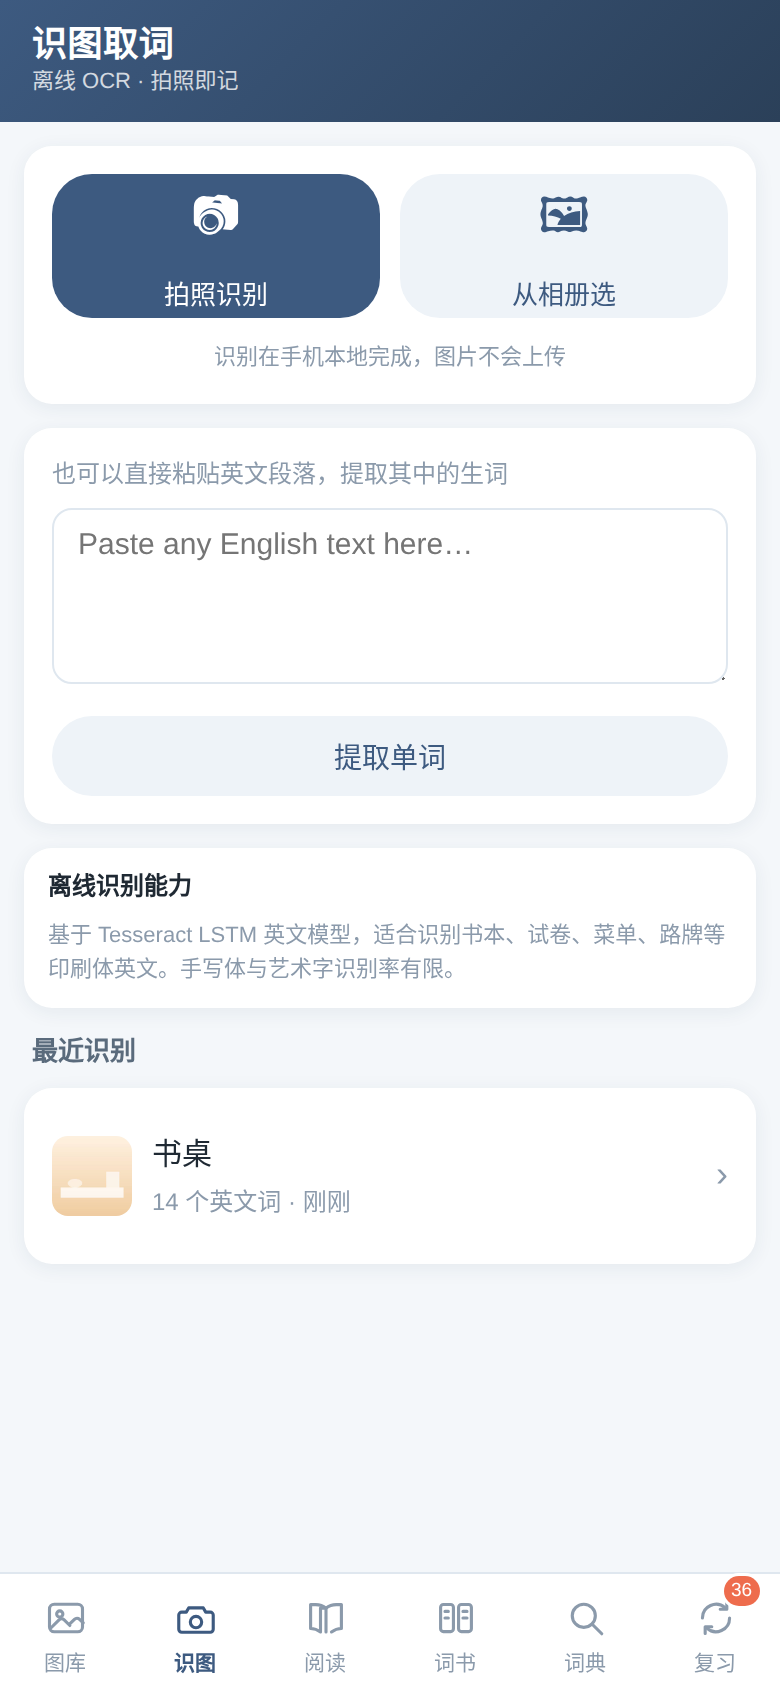 识图取词
离线 OCR · 拍照即记
拍照识别
从相册选
识别在手机本地完成，图片不会上传
也可以直接粘贴英文段落，提取其中的生词
Paste any English text here…
提取单词
离线识别能力
基于 Tesseract LSTM 英文模型，适合识别书本、试卷、菜单、路牌等
印刷体英文。手写体与艺术字识别率有限。
最近识别
书桌
14 个英文词 · 刚刚
36
图库
识图
阅读
词书
词典
复习